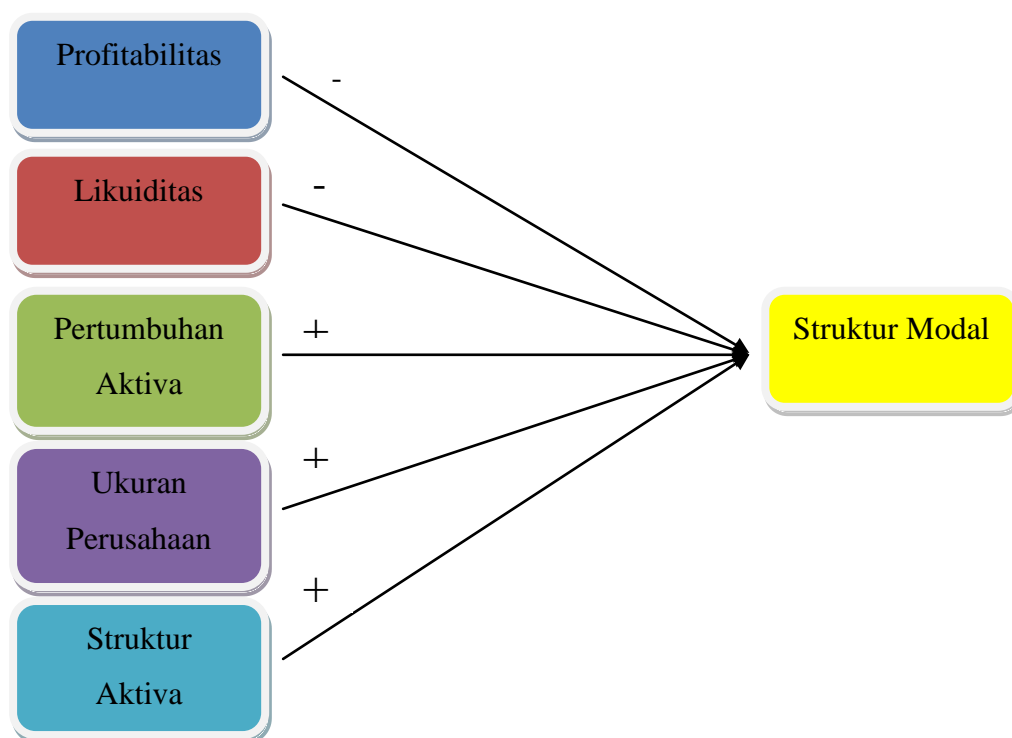 Profitabilitas
-
Likuiditas
-
Pertumbuhan
Aktiva
+
Struktur Modal
Ukuran
Perusahaan
+
Struktur
Aktiva
+